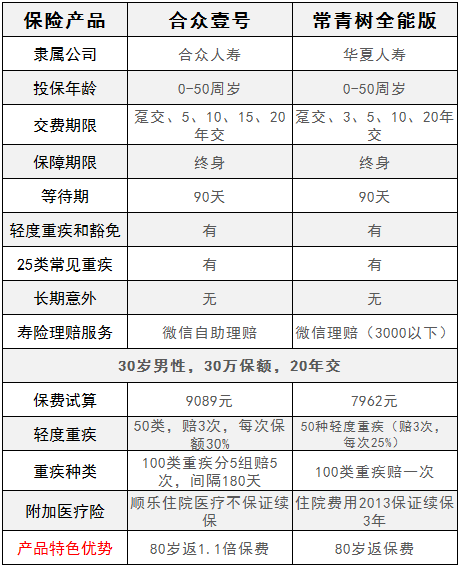 保险产品 合众壹号 常青树全能版
隶属公司 合众人寿 华夏人寿
投保年龄 0-50周岁 0-50周岁
交费期限 趸交、5、10、15、20年交 趸交、3、5、10、20年交
保障期限 终身 终身
等待期 90天 90天
轻度重疾和豁免 有 有
25类常见重疾 有 有
长期意外 无 无
寿险理赔服务 微信自助理赔 微信理赔（3000以下）
30岁男性，30万保额，20年交
保费试算 9089元 7962元
轻度重疾 50类，赔3次，每次保额30% 50种轻度重疾（赔3次，每次25%）
重疾种类 100类重疾分5组赔5次，间隔180天 100类重疾赔一次
附加医疗险 顺乐住院医疗不保证续保 住院费用2013保证续保3年
产品特色优势 80岁返1.1倍保费 80岁返保费